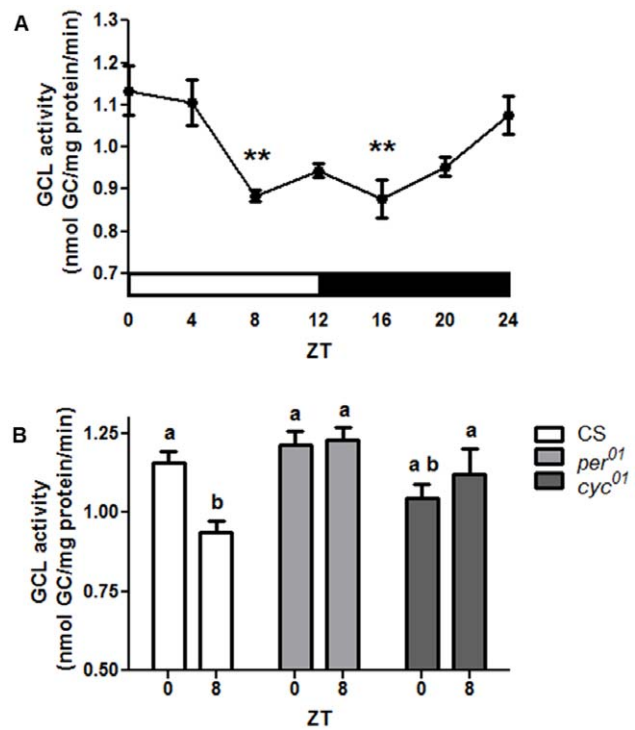 A
GCL activity
(nmol GC/mg protein/min)
1.3
1.2
1.1
1.0
0.9
0.8
0.7
** **
0 4 8 12 16 20 24
ZT
B
GCL activity
(nmol GC/mg protein/min)
1.25
1.00
0.75
0.50
a b a a a b a
0 8 0 8 0 8
ZT
CS
per01
cyc01